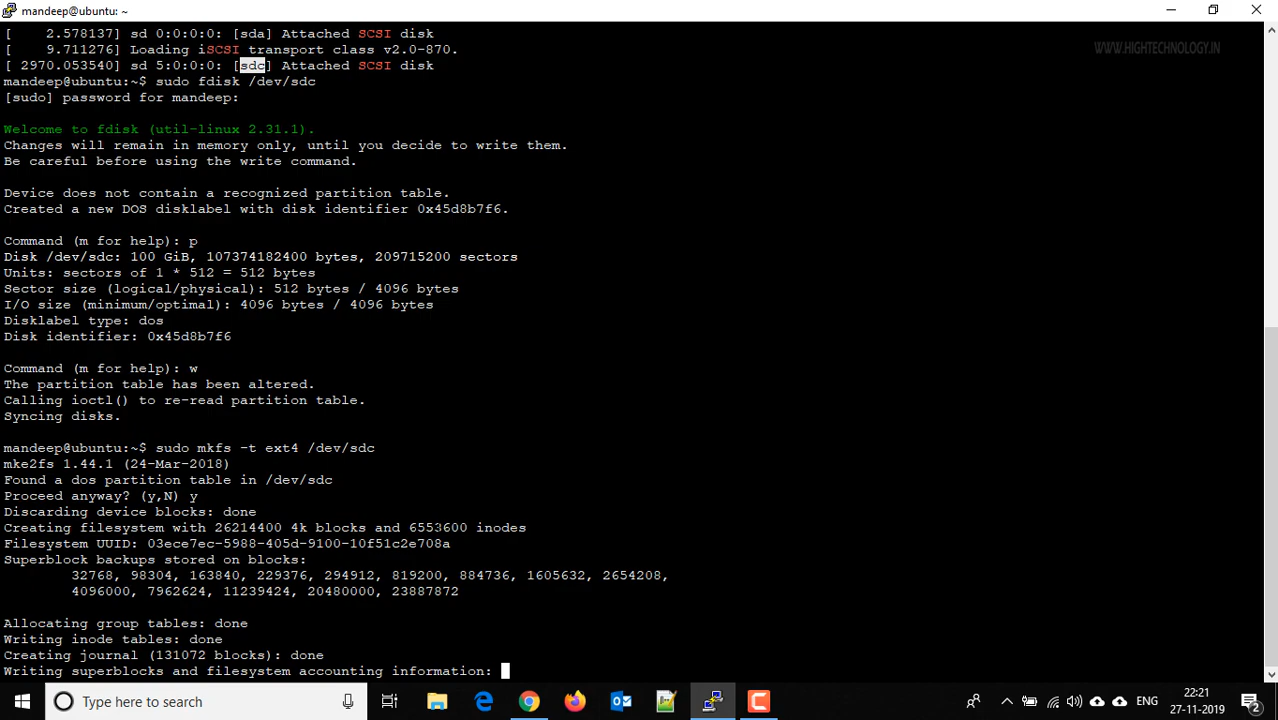 mandeep@ubuntu: ~
[    2.578137] sd 0:0:0:0: [sda] Attached SCSI disk
WWW.HIGHTECHNOLOGY.IN
[    9.711276] Loading iSCSI transport class v2.0-870.
[ 2970.053540] sd 5:0:0:0: [sdc] Attached SCSI disk
mandeep@ubuntu:~$ sudo fdisk /dev/sdc
[sudo] password for mandeep:
Welcome to fdisk (util-linux 2.31.1).
Changes will remain in memory only, until you decide to write them.
Be careful before using the write command.
Device does not contain a recognized partition table.
Created a new DOS disklabel with disk identifier 0x45d8b7f6.
Command (m for help): p
Disk /dev/sdc: 100 GiB, 107374182400 bytes, 209715200 sectors
Units: sectors of 1 * 512 = 512 bytes
Sector size (logical/physical): 512 bytes / 4096 bytes
I/O size (minimum/optimal): 4096 bytes / 4096 bytes
Disklabel type: dos
Disk identifier: 0x45d8b7f6
Command (m for help): w
The partition table has been altered.
Calling ioctl() to re-read partition table.
Syncing disks.
mandeep@ubuntu:~$ sudo mkfs -t ext4 /dev/sdc
mke2fs 1.44.1 (24-Mar-2018)
Found a dos partition table in /dev/sdc
Proceed anyway? (y,N) y
Discarding device blocks: done
Creating filesystem with 26214400 4k blocks and 6553600 inodes
Filesystem UUID: 03ece7ec-5988-405d-9100-10f51c2e708a
Superblock backups stored on blocks:
32768, 98304, 163840, 229376, 294912, 819200, 884736, 1605632, 2654208,
4096000, 7962624, 11239424, 20480000, 23887872
Allocating group tables: done
Writing inode tables: done
Creating journal (131072 blocks): done
Writing superblocks and filesystem accounting information:
Type here to search
ENG
22:21
27-11-2019
2